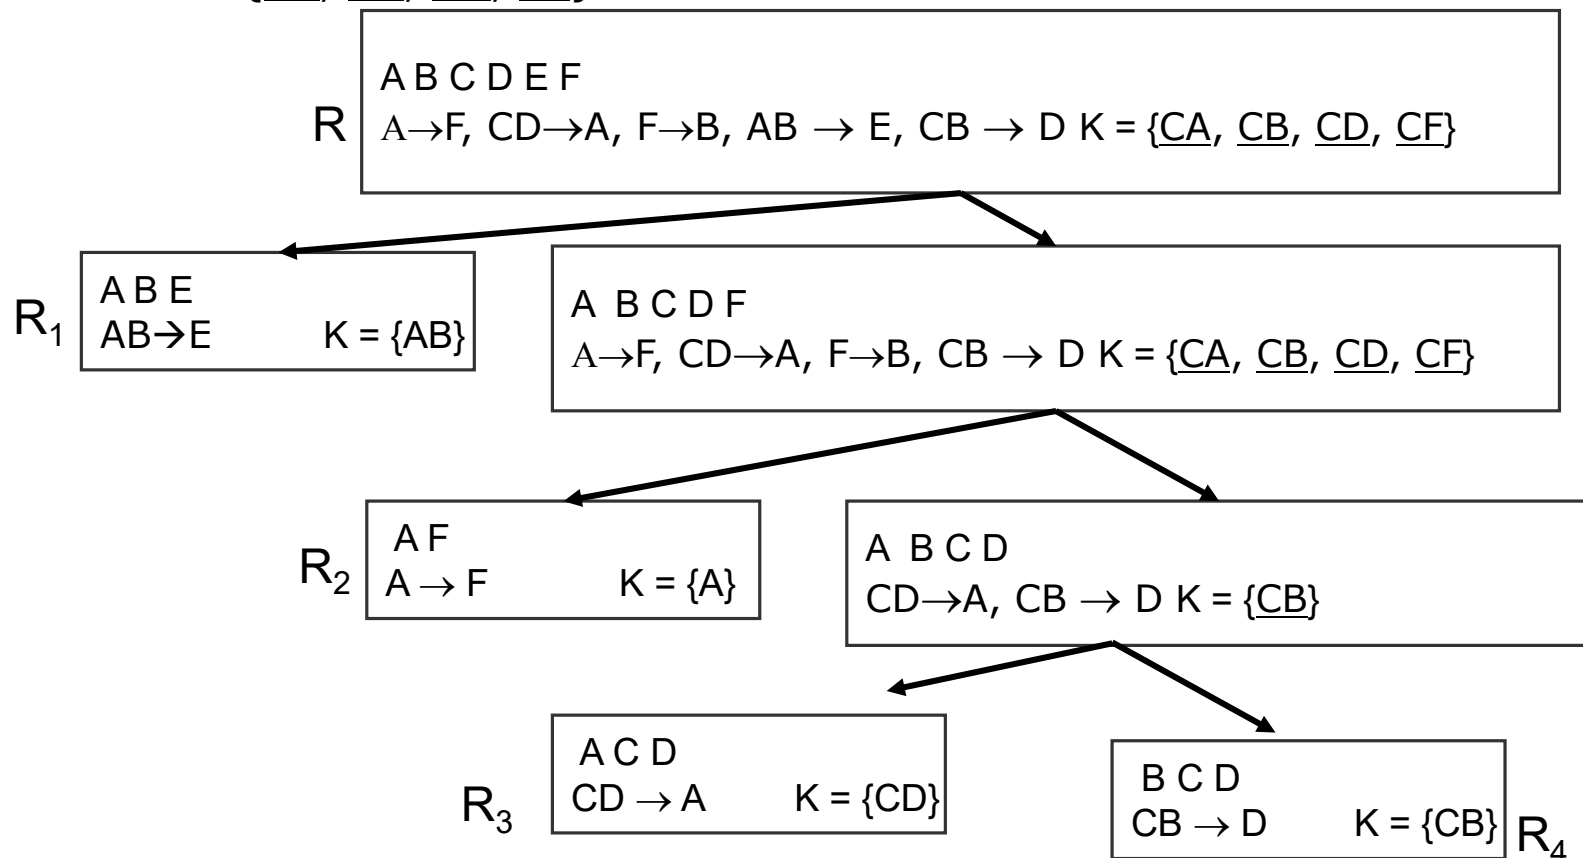 A B C D E F
R
A→F, CD→A, F→B, AB → E, CB → D K = {CA, CB, CD, CF}
A B E
R1
AB→E K = {AB}
A B C D F
A→F, CD→A, F→B, CB → D K = {CA, CB, CD, CF}
A F
R2
A → F K = {A}
A B C D
CD→A, CB → D K = {CB}
A C D
R3
CD → A K = {CD}
B C D
CB → D K = {CB}
R4